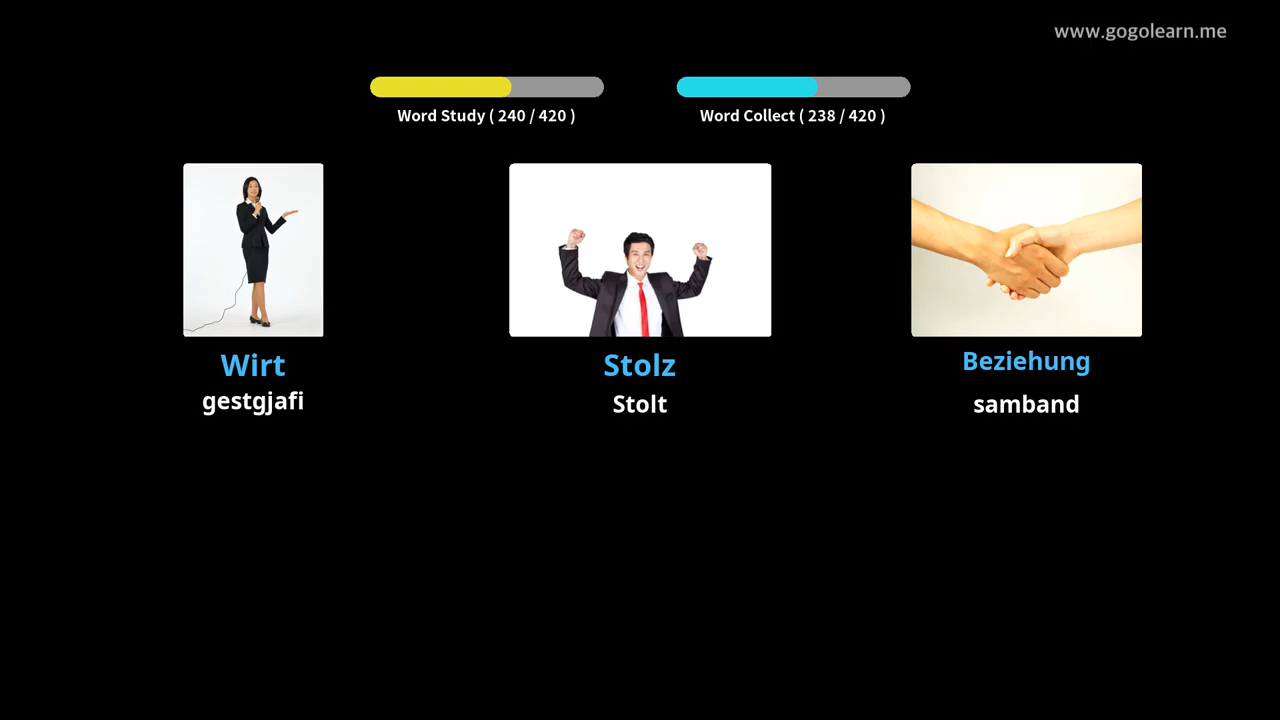 www.gogolearn.me
Word Study ( 240 / 420 )
Word Collect ( 238 / 420 )
Wirt
gestgjafi
Stolz
Stolt
Beziehung
samband